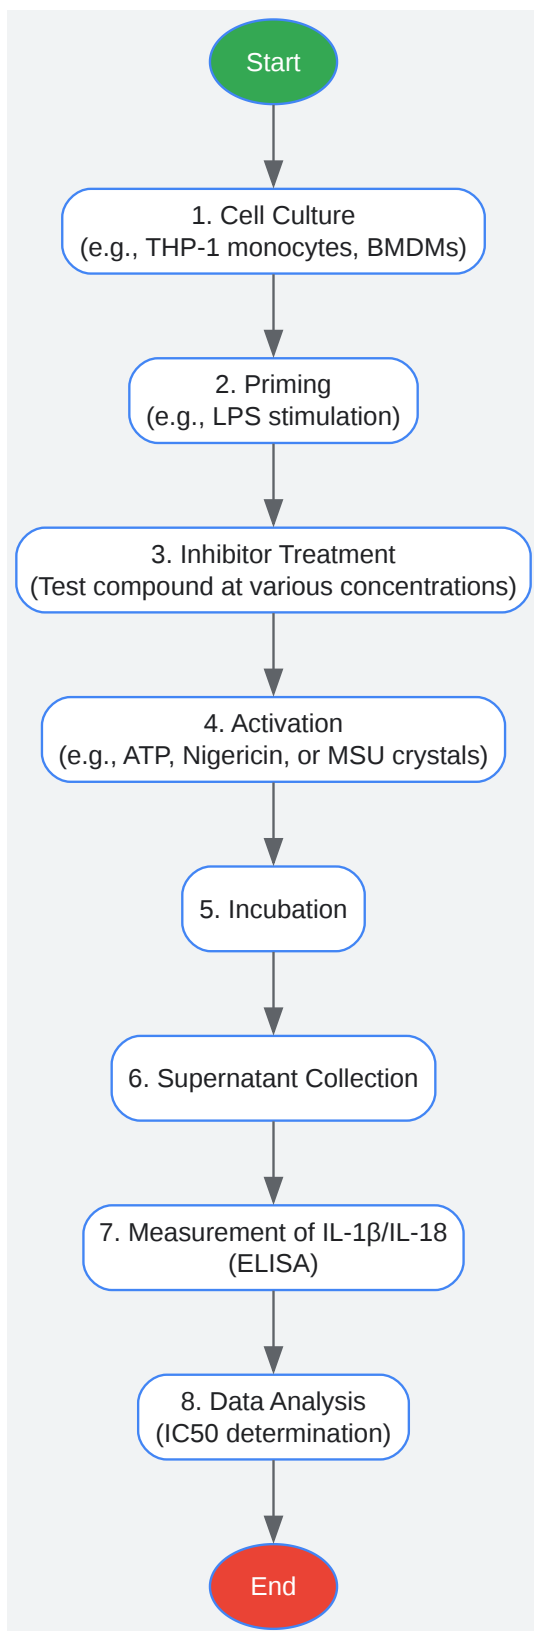 Start
1. Cell Culture
(e.g., THP-1 monocytes, BMDMs)
2. Priming
(e.g., LPS stimulation)
3. Inhibitor Treatment
(Test compound at various concentrations)
4. Activation
(e.g., ATP, Nigericin, or MSU crystals)
5. Incubation
6. Supernatant Collection
7. Measurement of IL-1β/IL-18
(ELISA)
8. Data Analysis
(IC50 determination)
End